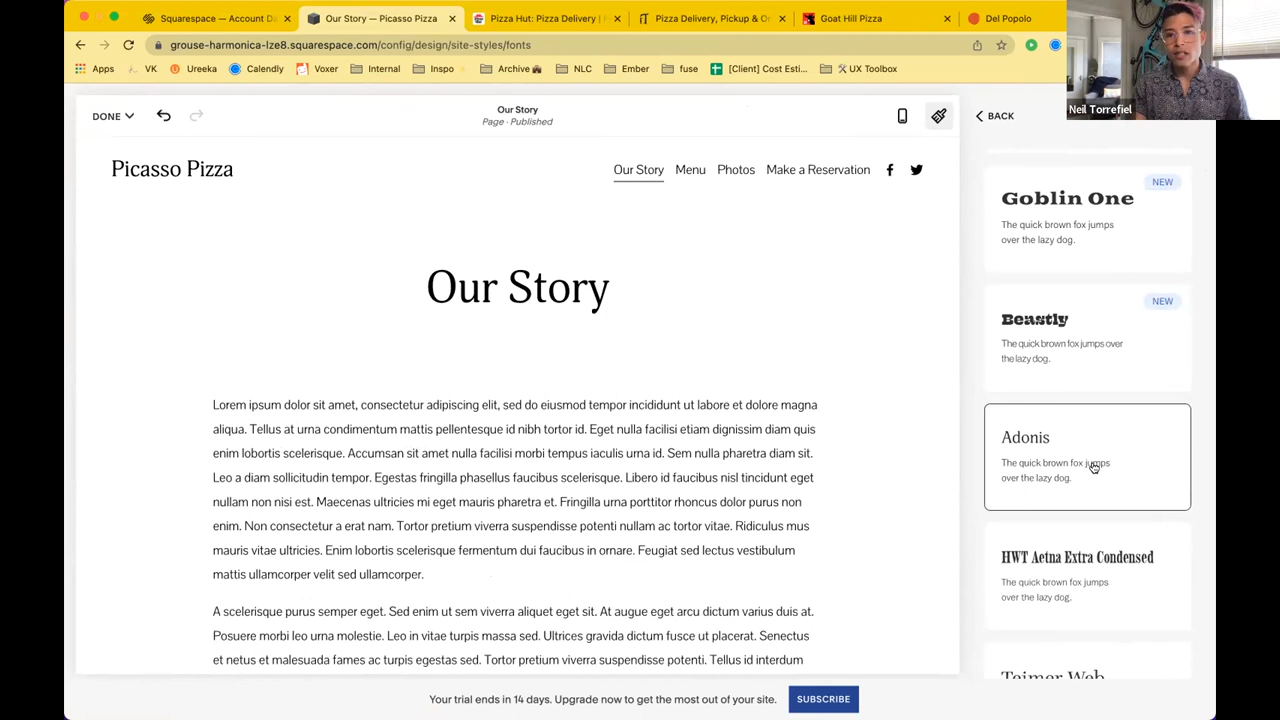 Squarespace — Account Da
Our Story — Picasso Pizza
Pizza Hut: Pizza Delivery | P
Pizza Delivery, Pickup & Or
Goat Hill Pizza
Del Popolo
grouse-harmonica-lze8.squarespace.com/config/design/site-styles/fonts
Apps VK Ureeka Calendly Voxer Internal Inspo Archive NLC Ember fuse [Client] Cost Esti... UX Toolbox
Neil Torrefiel
DONE
Our Story
Page · Published
BACK
Picasso Pizza
Our Story Menu Photos Make a Reservation
Our Story
Lorem ipsum dolor sit amet, consectetur adipiscing elit, sed do eiusmod tempor incididunt ut labore et dolore magna
aliqua. Tellus at urna condimentum mattis pellentesque id nibh tortor id. Eget nulla facilisi etiam dignissim diam quis
enim lobortis scelerisque. Accumsan sit amet nulla facilisi morbi tempus iaculis urna id. Sem nulla pharetra diam sit.
Leo a diam sollicitudin tempor. Egestas fringilla phasellus faucibus scelerisque. Libero id faucibus nisl tincidunt eget
nullam non nisi est. Maecenas ultricies mi eget mauris pharetra et. Fringilla urna porttitor rhoncus dolor purus non
enim. Non consectetur a erat nam. Tortor pretium viverra suspendisse potenti nullam ac tortor vitae. Ridiculus mus
mauris vitae ultricies. Enim lobortis scelerisque fermentum dui faucibus in ornare. Feugiat sed lectus vestibulum
mattis ullamcorper velit sed ullamcorper.
A scelerisque purus semper eget. Sed enim ut sem viverra aliquet eget sit. At augue eget arcu dictum varius duis at.
Posuere morbi leo urna molestie. Leo in vitae turpis massa sed. Ultrices gravida dictum fusce ut placerat. Senectus
et netus et malesuada fames ac turpis egestas sed. Tortor pretium viverra suspendisse potenti. Tellus id interdum
NEW
Goblin One
The quick brown fox jumps
over the lazy dog.
NEW
Beastly
The quick brown fox jumps over
the lazy dog.
Adonis
The quick brown fox jumps
over the lazy dog.
HWT Aetna Extra Condensed
The quick brown fox jumps
over the lazy dog.
Teimer Web
Your trial ends in 14 days. Upgrade now to get the most out of your site.
SUBSCRIBE